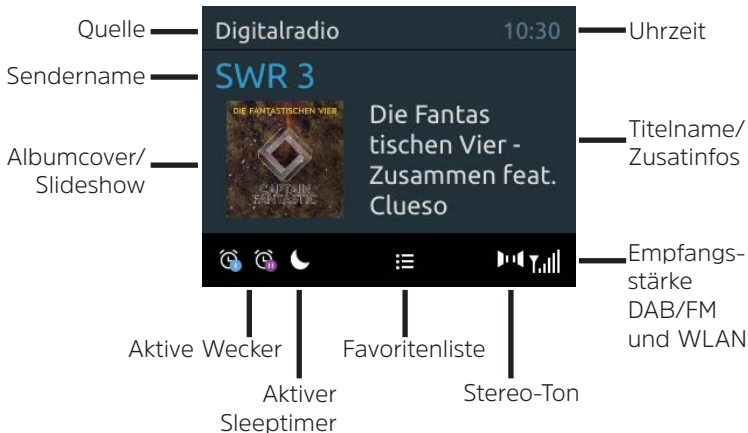 Quelle
Digitalradio
10:30
Uhrzeit
Sendername
SWR 3
DIE FANTASTISCHEN VIER
CAPTAIN
FANTASTIC
Die Fantas
tischen Vier -
Zusammen feat.
Clueso
Albumcover/
Slideshow
Titelname/
Zusatinfos
Empfangs-
stärke
DAB/FM
und WLAN
Aktive Wecker
Favoritenliste
Aktiver
Sleeptimer
Stereo-Ton